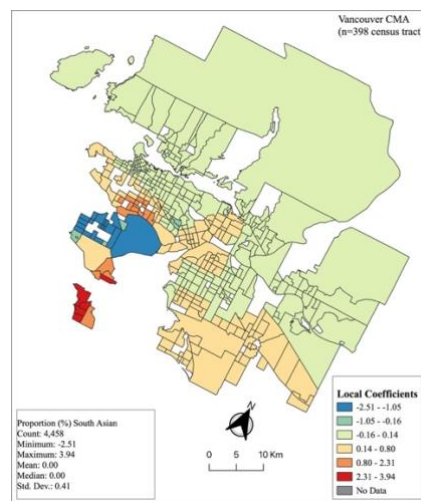 Vancouver CMA
(n=398 census tract)
Local Coefficients
-2.51 - -1.05
-1.05 - -0.16
-0.16 - 0.14
0.14 - 0.80
0.80 - 2.31
2.31 - 3.94
No Data
Proportion (%) South Asian
Count: 4,458
Minimum: -2.51
Maximum: 3.94
Mean: 0.00
Median: 0.00
Std. Dev.: 0.41
N
0 5 10 Km